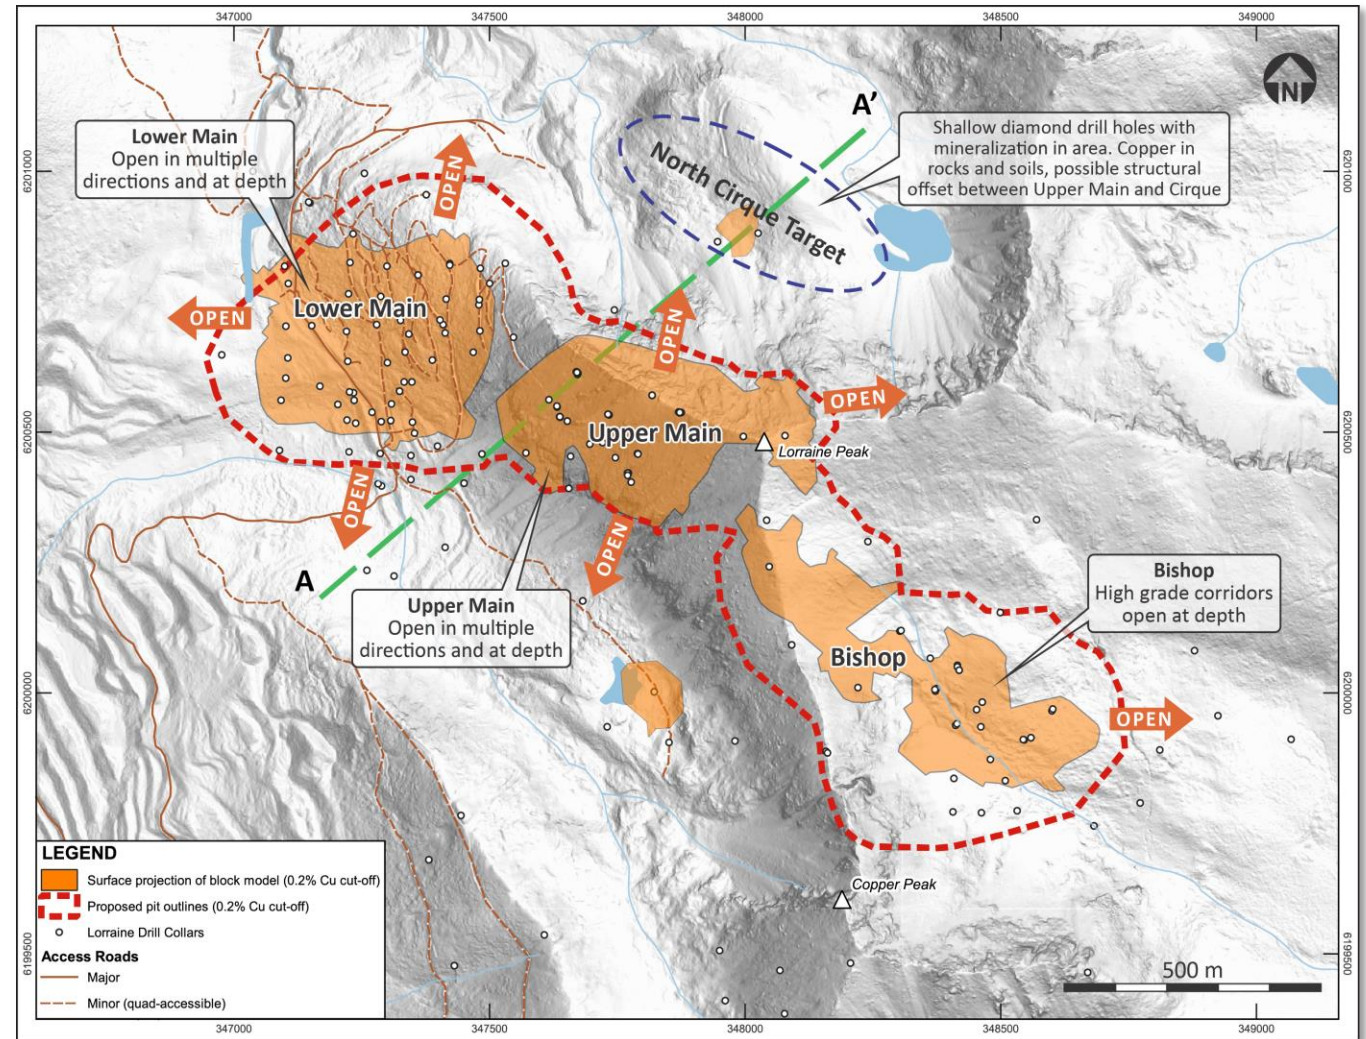 347000
347500
348000
348500
349000
N
A'
Lower Main
Open in multiple
directions and at depth
Shallow diamond drill holes with
mineralization in area. Copper in
rocks and soils, possible structural
offset between Upper Main and Cirque
6201000
6201000
OPEN
North Cirque Target
OPEN
Lower Main
OPEN
OPEN
6200500
6200500
Upper Main
Lorraine Peak
OPEN
OPEN
A
Upper Main
Open in multiple
directions and at depth
Bishop
High grade corridors
open at depth
Bishop
6200000
6200000
OPEN
Copper Peak
LEGEND
Surface projection of block model (0.2% Cu cut-off)
Proposed pit outlines (0.2% Cu cut-off)
Lorraine Drill Collars
Access Roads
Major
Minor (quad-accessible)
6199500
6199500
500 m
347000
347500
348000
348500
349000